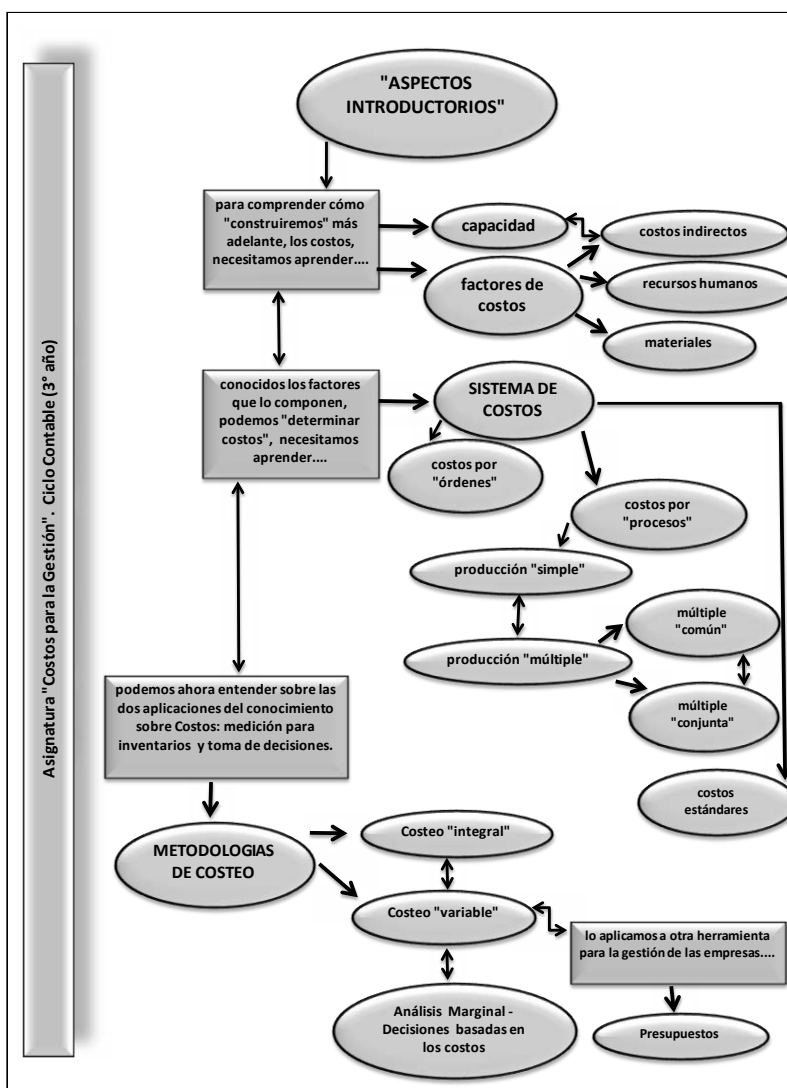 Asignatura "Costos para la Gestión". Ciclo Contable (3° año)
"ASPECTOS
INTRODUCTORIOS"
para comprender cómo
"construiremos" más
adelante, los costos,
necesitamos aprender....
capacidad
costos indirectos
factores de
costos
recursos humanos
materiales
conocidos los factores
que lo componen,
podemos "determinar
costos", necesitamos
aprender....
SISTEMA DE
COSTOS
costos por
"órdenes"
costos por
"procesos"
producción "simple"
producción "múltiple"
múltiple
"común"
múltiple
"conjunta"
costos
estándares
podemos ahora entender sobre las
dos aplicaciones del conocimiento
sobre Costos: medición para
inventarios y toma de decisiones.
METODOLOGIAS
DE COSTEO
Costeo "integral"
Costeo "variable"
lo aplicamos a otra herramienta
para la gestión de las empresas....
Análisis Marginal -
Decisiones basadas en
los costos
Presupuestos